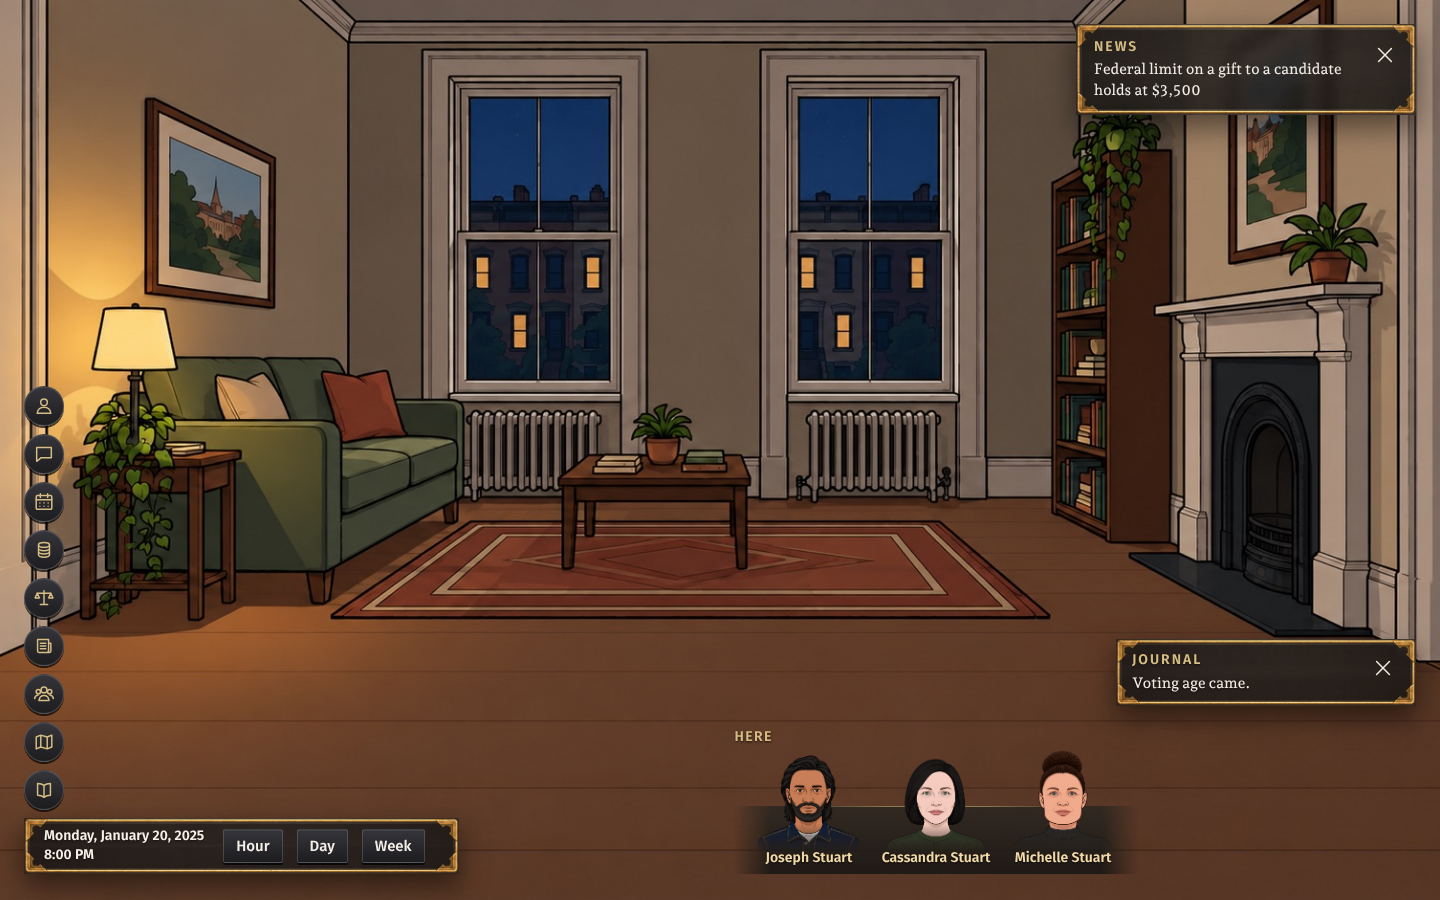 NEWS
Federal limit on a gift to a candidate
holds at $3,500
JOURNAL
Voting age came.
HERE
Joseph Stuart
Cassandra Stuart
Michelle Stuart
Monday, January 20, 2025
8:00 PM
Hour
Day
Week